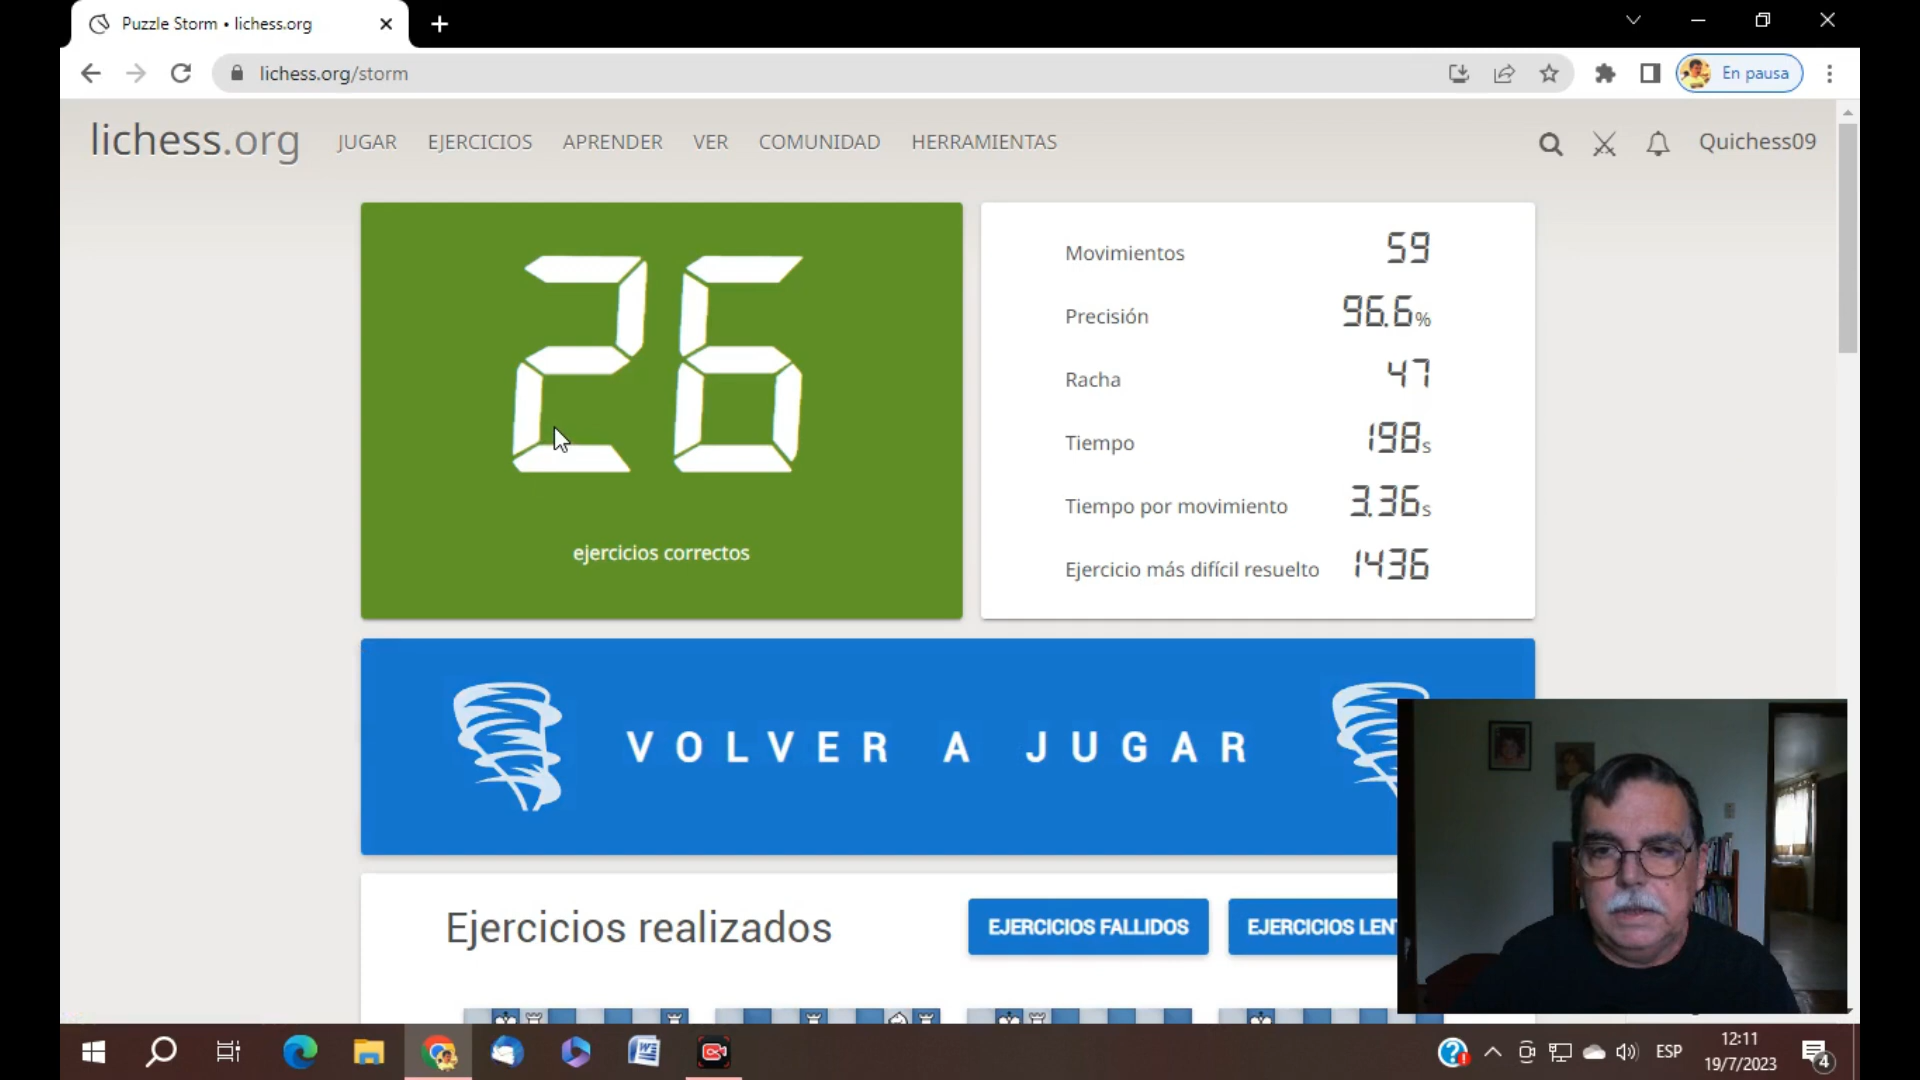 Puzzle Storm • lichess.org
lichess.org/storm
En pausa
lichess.org
JUGAR
EJERCICIOS
APRENDER
VER
COMUNIDAD
HERRAMIENTAS
Quichess09
26
ejercicios correctos
Movimientos 59
Precisión 96.6%
Racha 47
Tiempo 198s
Tiempo por movimiento 3.36s
Ejercicio más difícil resuelto 1436
VOLVER A JUGAR
Ejercicios realizados
EJERCICIOS FALLIDOS
EJERCICIOS LEN
ESP
12:11
19/7/2023
4